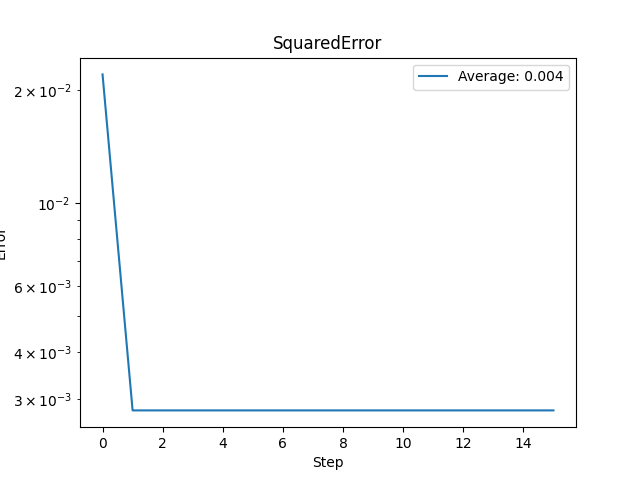 SquaredError
Average: 0.004
2 × 10⁻²
10⁻²
6 × 10⁻³
4 × 10⁻³
3 × 10⁻³
Error
0 2 4 6 8 10 12 14
Step